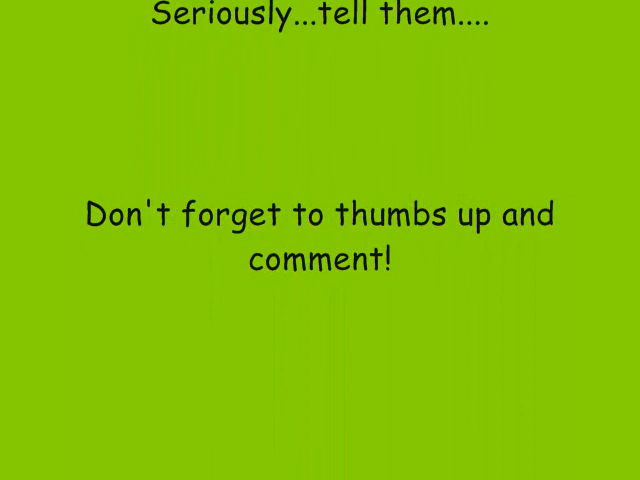 Seriously...tell them....
Don't forget to thumbs up and
comment!